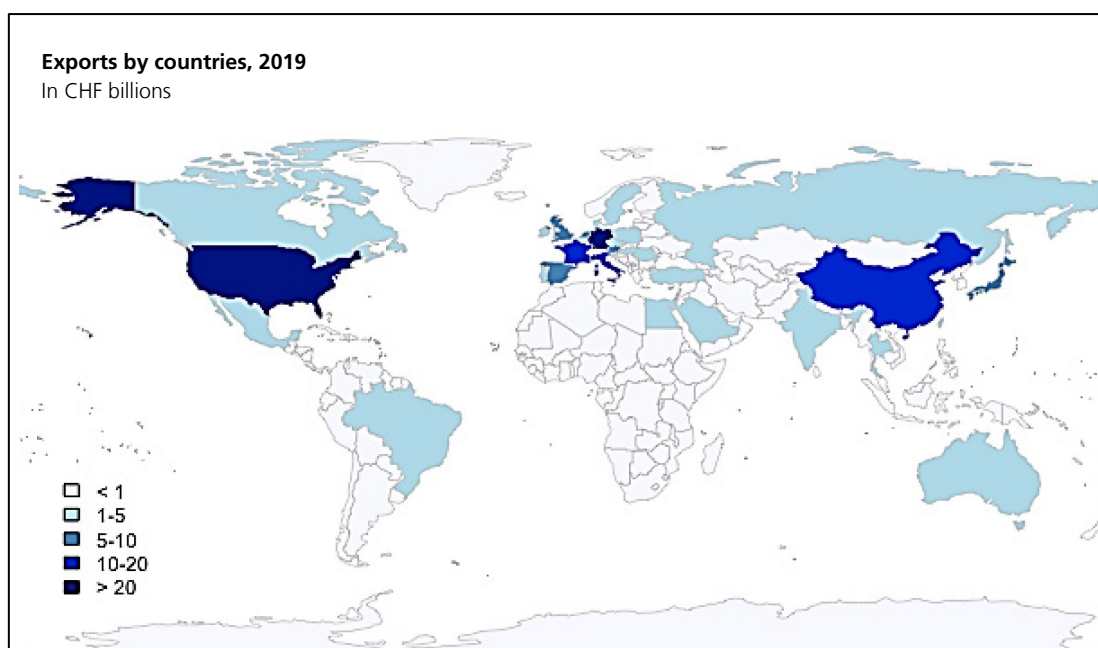 Exports by countries, 2019
In CHF billions
< 1
1-5
5-10
10-20
> 20